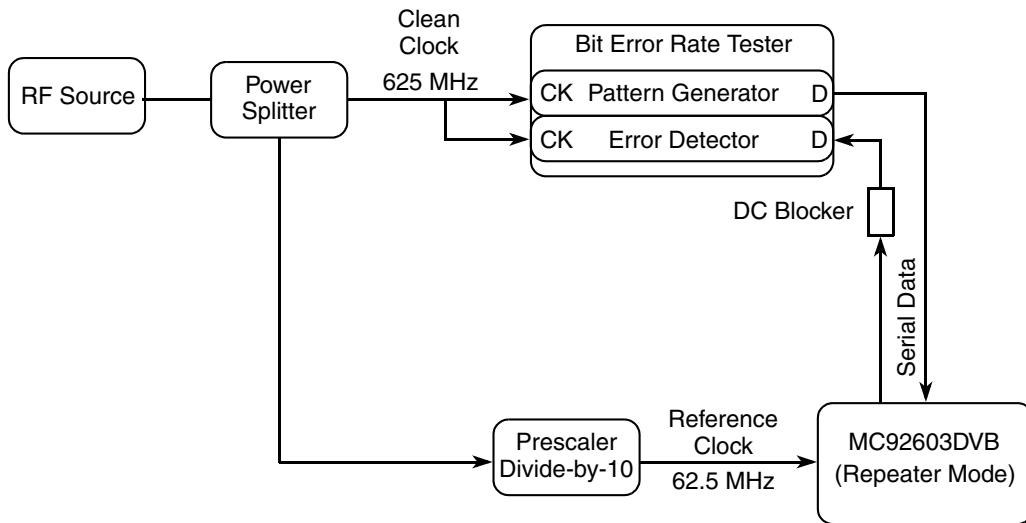 Clean
Clock
625 MHz
RF Source
Power
Splitter
Bit Error Rate Tester
CK Pattern Generator D
CK Error Detector D
DC Blocker
Serial Data
Prescaler
Divide-by-10
Reference
Clock
62.5 MHz
MC92603DVB
(Repeater Mode)